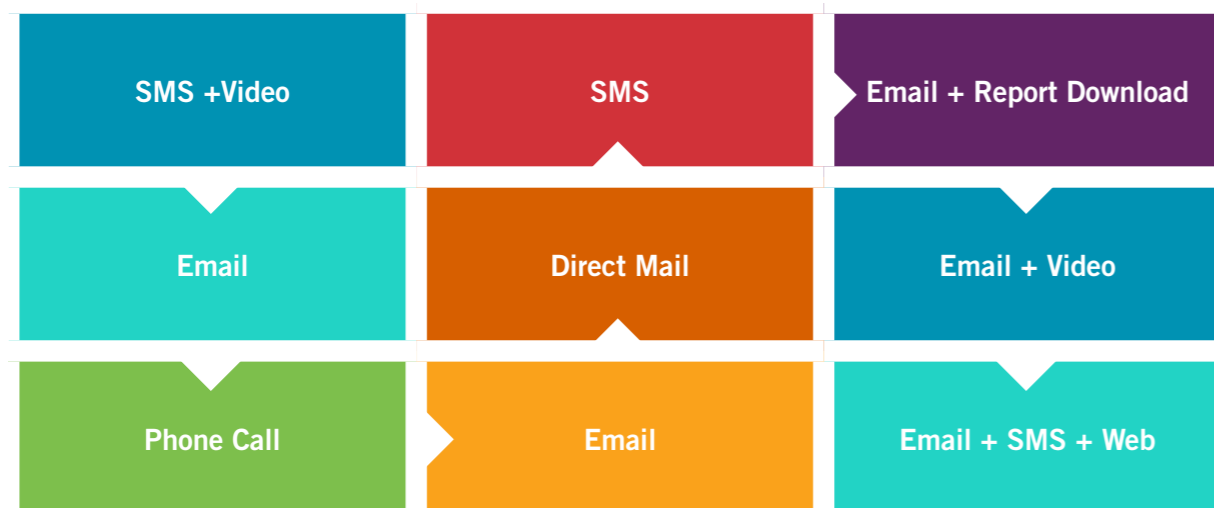 SMS +Video
SMS
Email + Report Download
Email
Direct Mail
Email + Video
Phone Call
Email
Email + SMS + Web